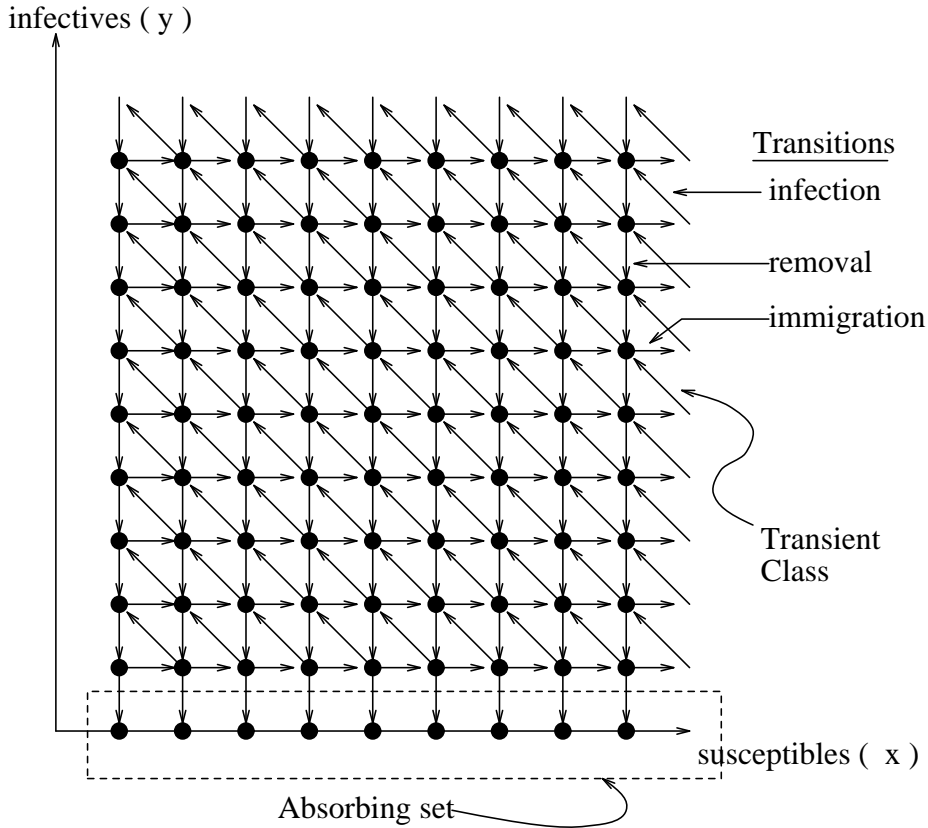 infectives ( y )
Transitions
infection
removal
immigration
Transient
Class
susceptibles ( x )
Absorbing set